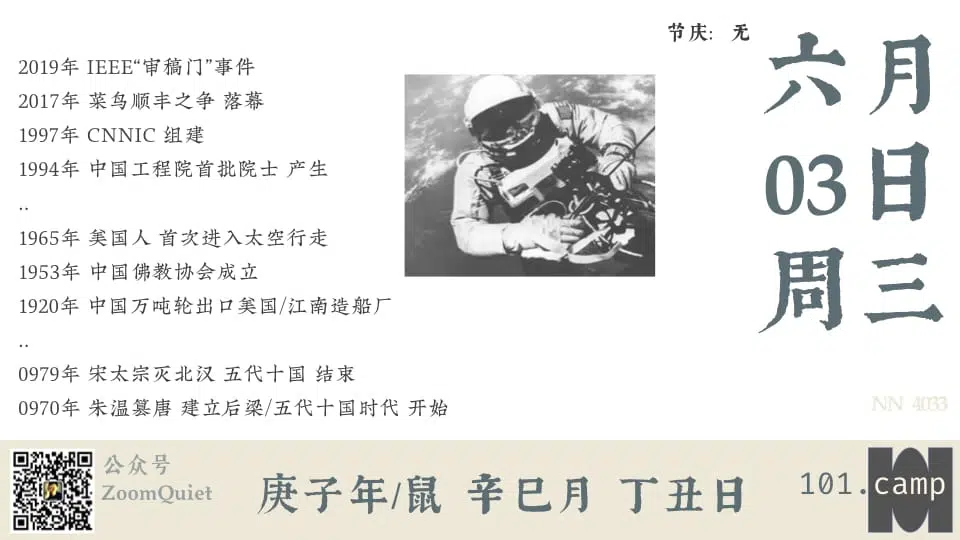 节庆: 无
六月
03日
周三
2019年 IEEE“审稿门”事件
2017年 菜鸟顺丰之争 落幕
1997年 CNNIC 组建
1994年 中国工程院首批院士 产生
..
1965年 美国人 首次进入太空行走
1953年 中国佛教协会成立
1920年 中国万吨轮出口美国/江南造船厂
..
0979年 宋太宗灭北汉 五代十国 结束
0970年 朱温篡唐 建立后梁/五代十国时代 开始
NN 4033
公众号
ZoomQuiet
庚子年/鼠 辛巳月 丁丑日
101.camp